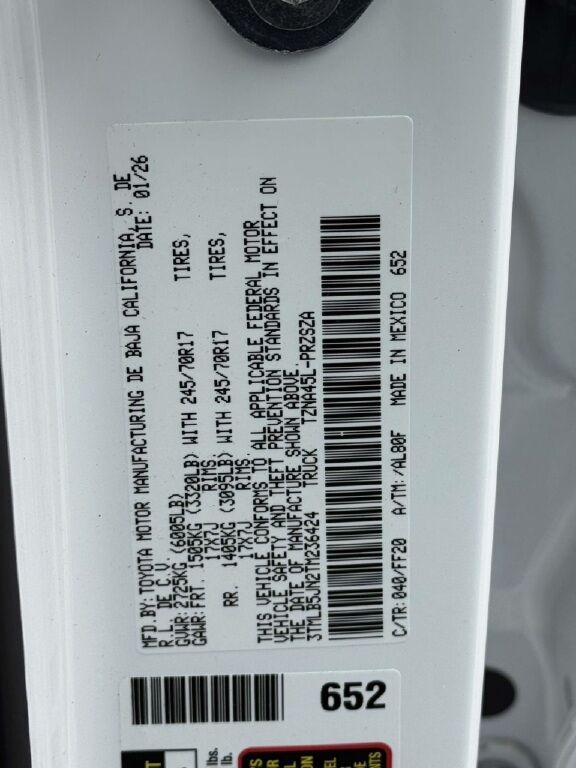 MFD.BY:TOYOTA MOTOR MANUFACTURING DE BAJA CALIFORNIA, S. DE
R.L. DE C.V. DATE: 01/26
GVWR:2725KG (6005LB)
GAWR:FRT. 1505KG (3320LB) WITH 245/70R17 TIRES,
17X7J RIMS
RR. 1405KG (3095LB) WITH 245/70R17 TIRES,
17X7J RIMS.
THIS VEHICLE CONFORMS TO ALL APPLICABLE FEDERAL MOTOR
VEHICLE SAFETY AND THEFT PREVENTION STANDARDS IN EFFECT ON
THE DATE OF MANUFACTURE SHOWN ABOVE.
3TMLB5JN2TM236424 TRUCK TZNA45L-PRZSZA
C/TR: 040/FF20 A/TM: /AL80F MADE IN MEXICO 652
652
lbs.
lb.